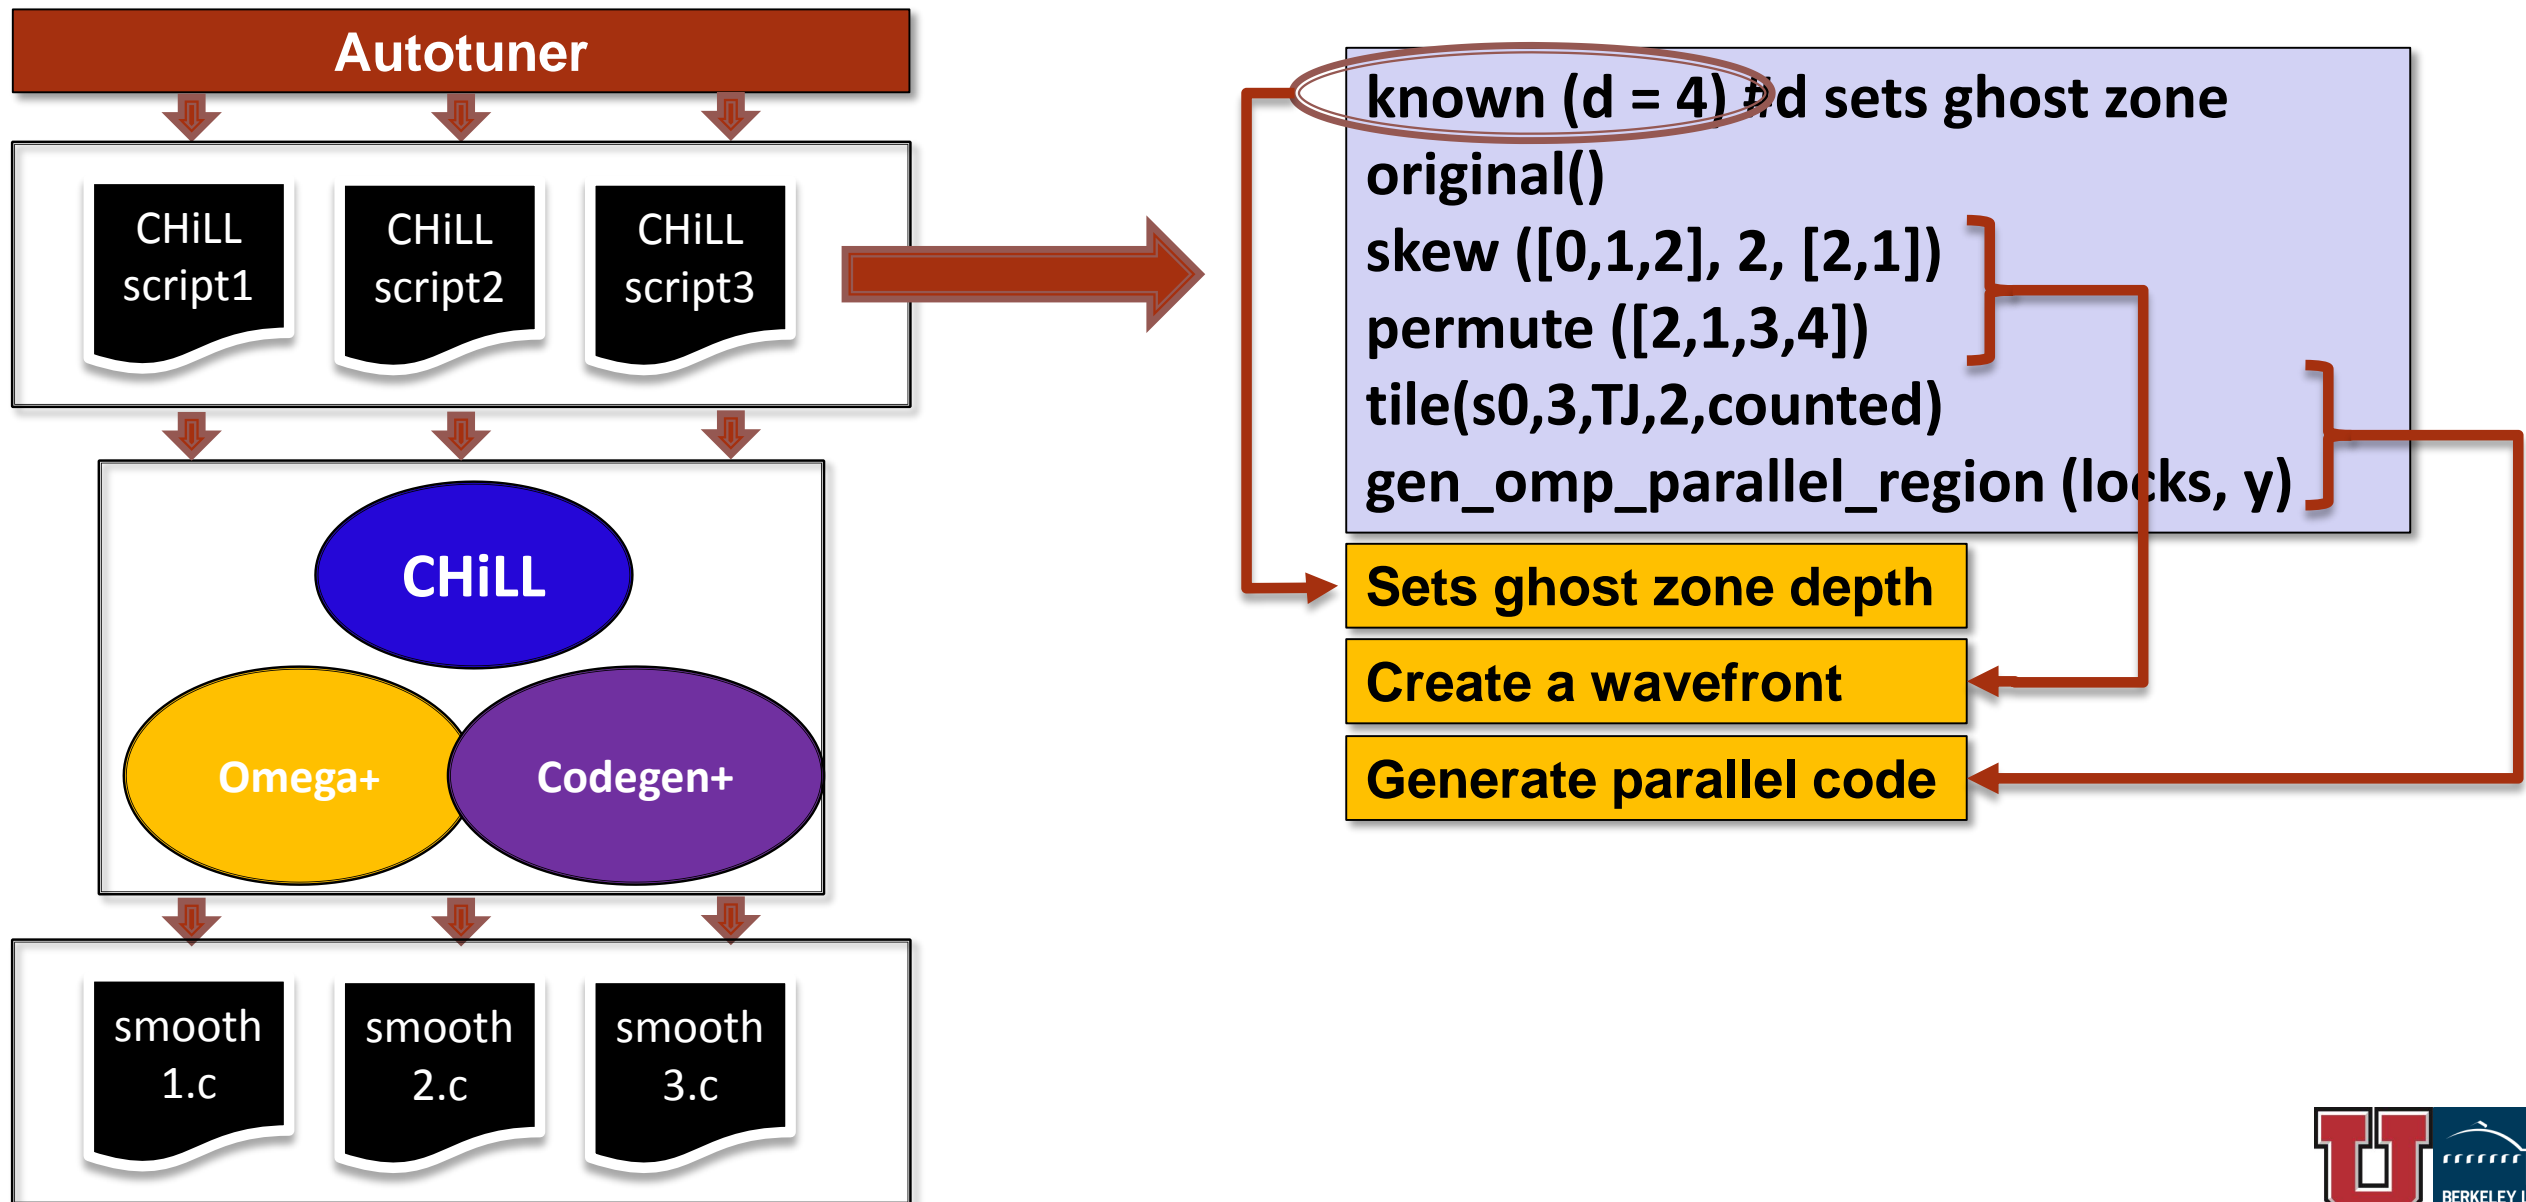 Autotuner
CHiLL
script1
CHiLL
script2
CHiLL
script3
CHiLL
Omega+
Codegen+
smooth
1.c
smooth
2.c
smooth
3.c
known (d = 4) #d sets ghost zone
original()
skew ([0,1,2], 2, [2,1])
permute ([2,1,3,4])
tile(s0,3,TJ,2,counted)
gen_omp_parallel_region (locks, y)
Sets ghost zone depth
Create a wavefront
Generate parallel code
U
BERKELEY